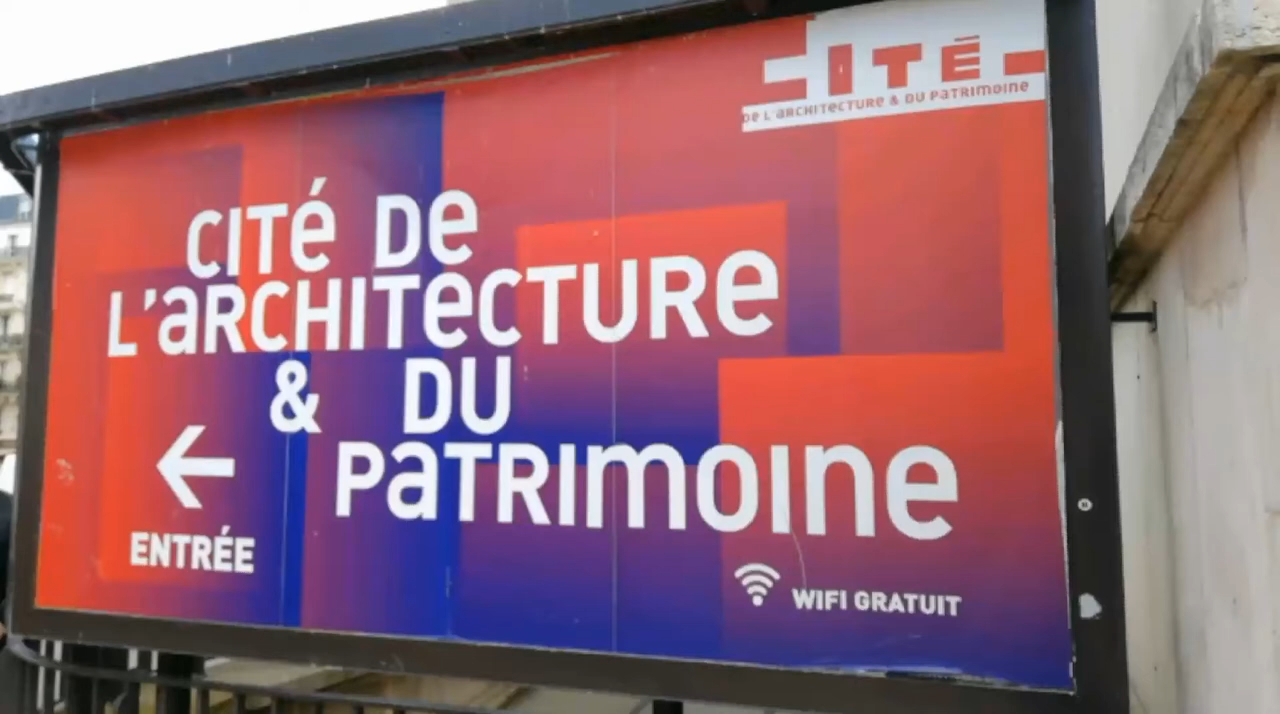 CITÉ
DE L'ARCHITECTURE & DU PATRIMOINE
CITé De
L'aRCHITeCTURe
& DU
PaTRImoIne
← ENTRÉE
WIFI GRATUIT